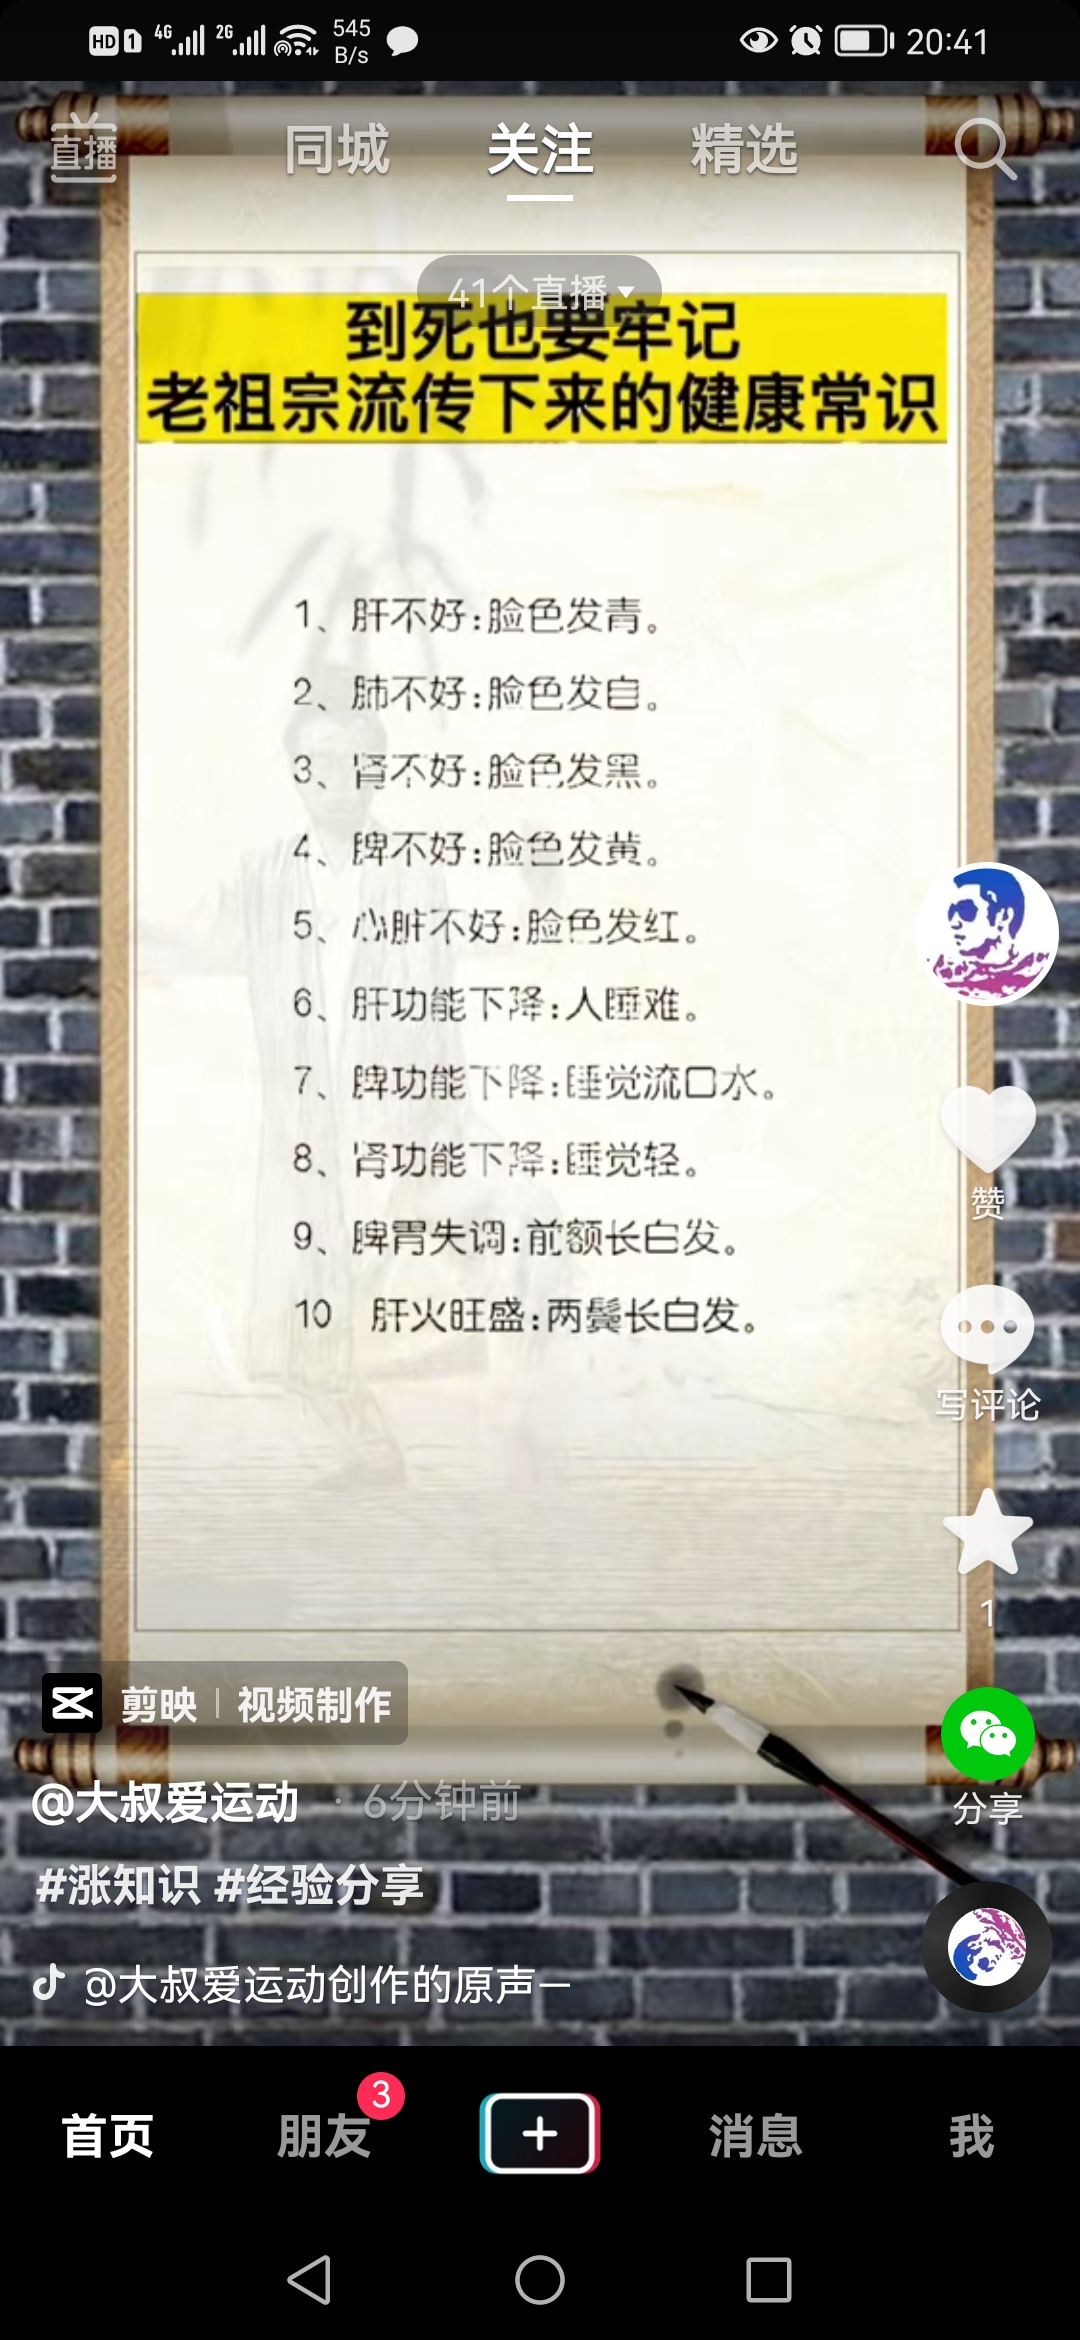 HD 1 4G 2G 545 B/s 20:41
直播 同城 关注 精选
41个直播
到死也要牢记
老祖宗流传下来的健康常识
1、肝不好:脸色发青。
2、肺不好:脸色发自。
3、肾不好:脸色发黑。
4、脾不好:脸色发黄。
5、心脏不好:脸色发红。
6、肝功能下降:人睡难。
7、脾功能下降:睡觉流口水。
8、肾功能下降:睡觉轻。
9、脾胃失调:前额长白发。
10 肝火旺盛:两鬓长白发。
赞
写评论
1
分享
剪映 | 视频制作
@大叔爱运动 · 6分钟前
#涨知识 #经验分享
@大叔爱运动创作的原声一
首页 朋友 3 消息 我